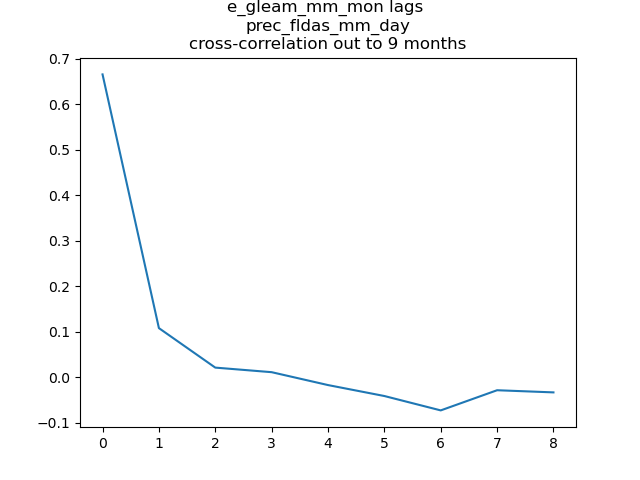 e_gleam_mm_mon lags
prec_fldas_mm_day
cross-correlation out to 9 months
0.7
0.6
0.5
0.4
0.3
0.2
0.1
0.0
−0.1
0 1 2 3 4 5 6 7 8